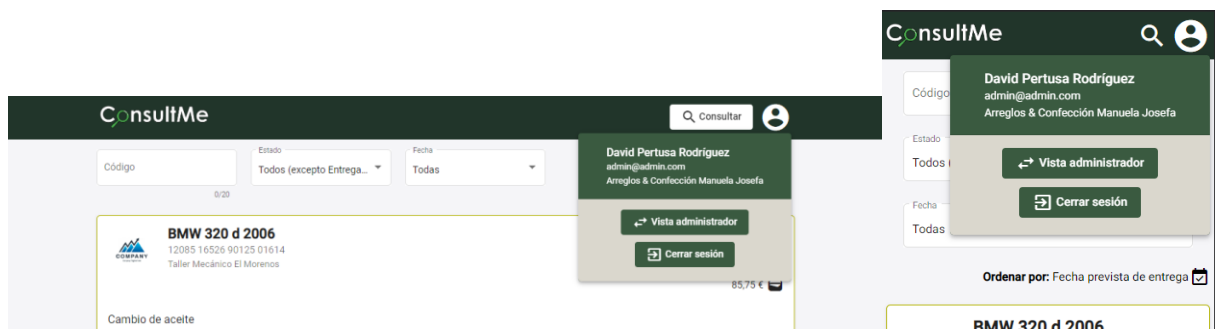 ConsultMe
Consultar
Código
0/20
Estado
Todos (excepto Entrega...
Fecha
Todas
David Pertusa Rodríguez
admin@admin.com
Arreglos & Confección Manuela Josefa
Vista administrador
Cerrar sesión
COMPANY
BMW 320 d 2006
12085 16526 90125 01614
Taller Mecánico El Morenos
85,75 €
Cambio de aceite
ConsultMe
Código
David Pertusa Rodríguez
admin@admin.com
Arreglos & Confección Manuela Josefa
Estado
Todos (
Vista administrador
Cerrar sesión
Fecha
Todas
Ordenar por: Fecha prevista de entrega
BMW 320 d 2006